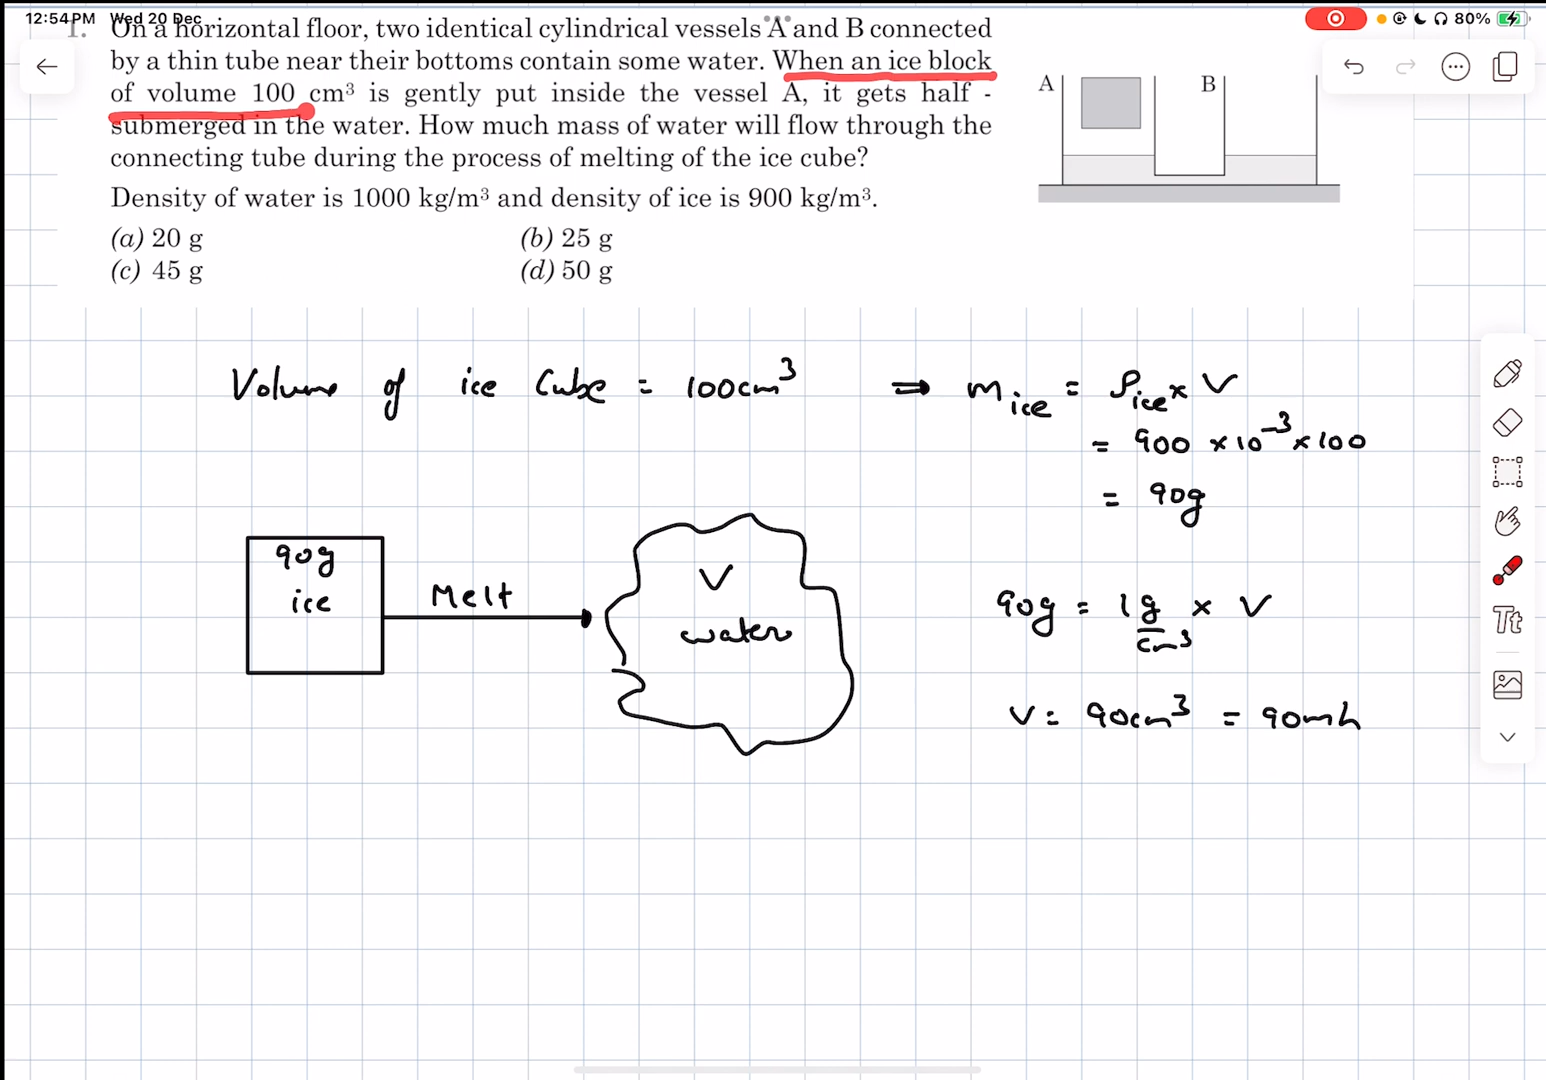 12:54PM Wed 20 Dec
80%
1. On a horizontal floor, two identical cylindrical vessels A and B connected
by a thin tube near their bottoms contain some water. When an ice block
of volume 100 cm³ is gently put inside the vessel A, it gets half -
submerged in the water. How much mass of water will flow through the
connecting tube during the process of melting of the ice cube?
Density of water is 1000 kg/m³ and density of ice is 900 kg/m³.
(a) 20 g (b) 25 g
(c) 45 g (d) 50 g
A B
Volume of ice Cube = 100cm³ ⇒ m ice = ρice × V
= 900 × 10⁻³ × 100
= 90g
90g
ice
Melt
V
water
90g = 1 g/cm³ × V
V = 90cm³ = 90mL
Tt